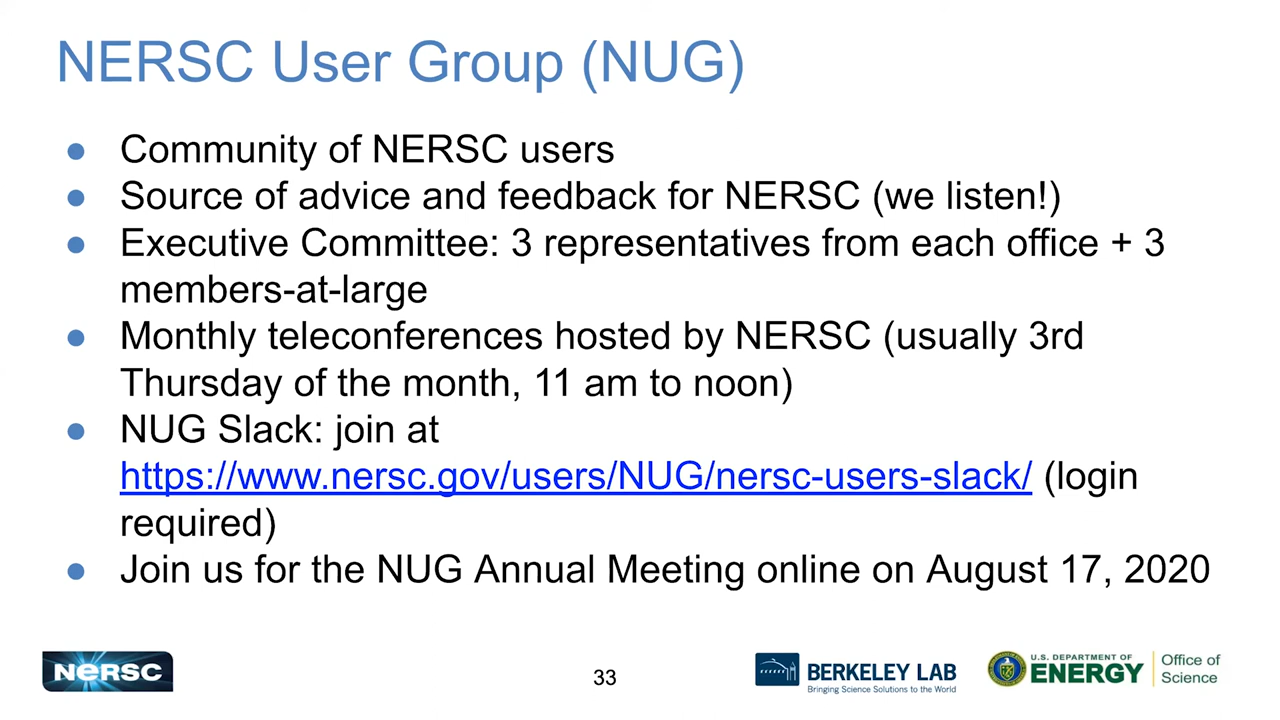 NERSC User Group (NUG)
● Community of NERSC users
● Source of advice and feedback for NERSC (we listen!)
● Executive Committee: 3 representatives from each office + 3
members-at-large
● Monthly teleconferences hosted by NERSC (usually 3rd
Thursday of the month, 11 am to noon)
● NUG Slack: join at
https://www.nersc.gov/users/NUG/nersc-users-slack/ (login
required)
● Join us for the NUG Annual Meeting online on August 17, 2020
NERSC
33
BERKELEY LAB
Bringing Science Solutions to the World
U.S. DEPARTMENT OF
ENERGY
Office of
Science